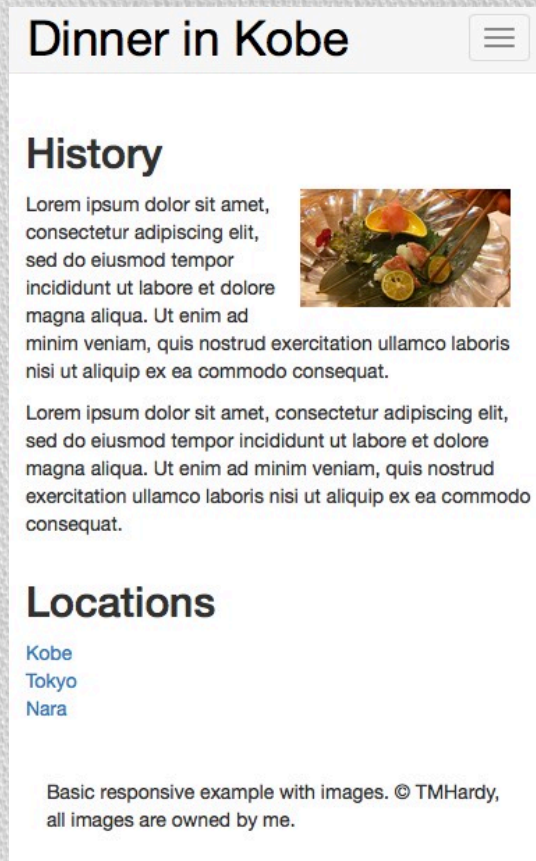 Dinner in Kobe
History
Lorem ipsum dolor sit amet,
consectetur adipiscing elit,
sed do eiusmod tempor
incididunt ut labore et dolore
magna aliqua. Ut enim ad
minim veniam, quis nostrud exercitation ullamco laboris
nisi ut aliquip ex ea commodo consequat.
Lorem ipsum dolor sit amet, consectetur adipiscing elit,
sed do eiusmod tempor incididunt ut labore et dolore
magna aliqua. Ut enim ad minim veniam, quis nostrud
exercitation ullamco laboris nisi ut aliquip ex ea commodo
consequat.
Locations
Kobe
Tokyo
Nara
Basic responsive example with images. © TMHardy,
all images are owned by me.